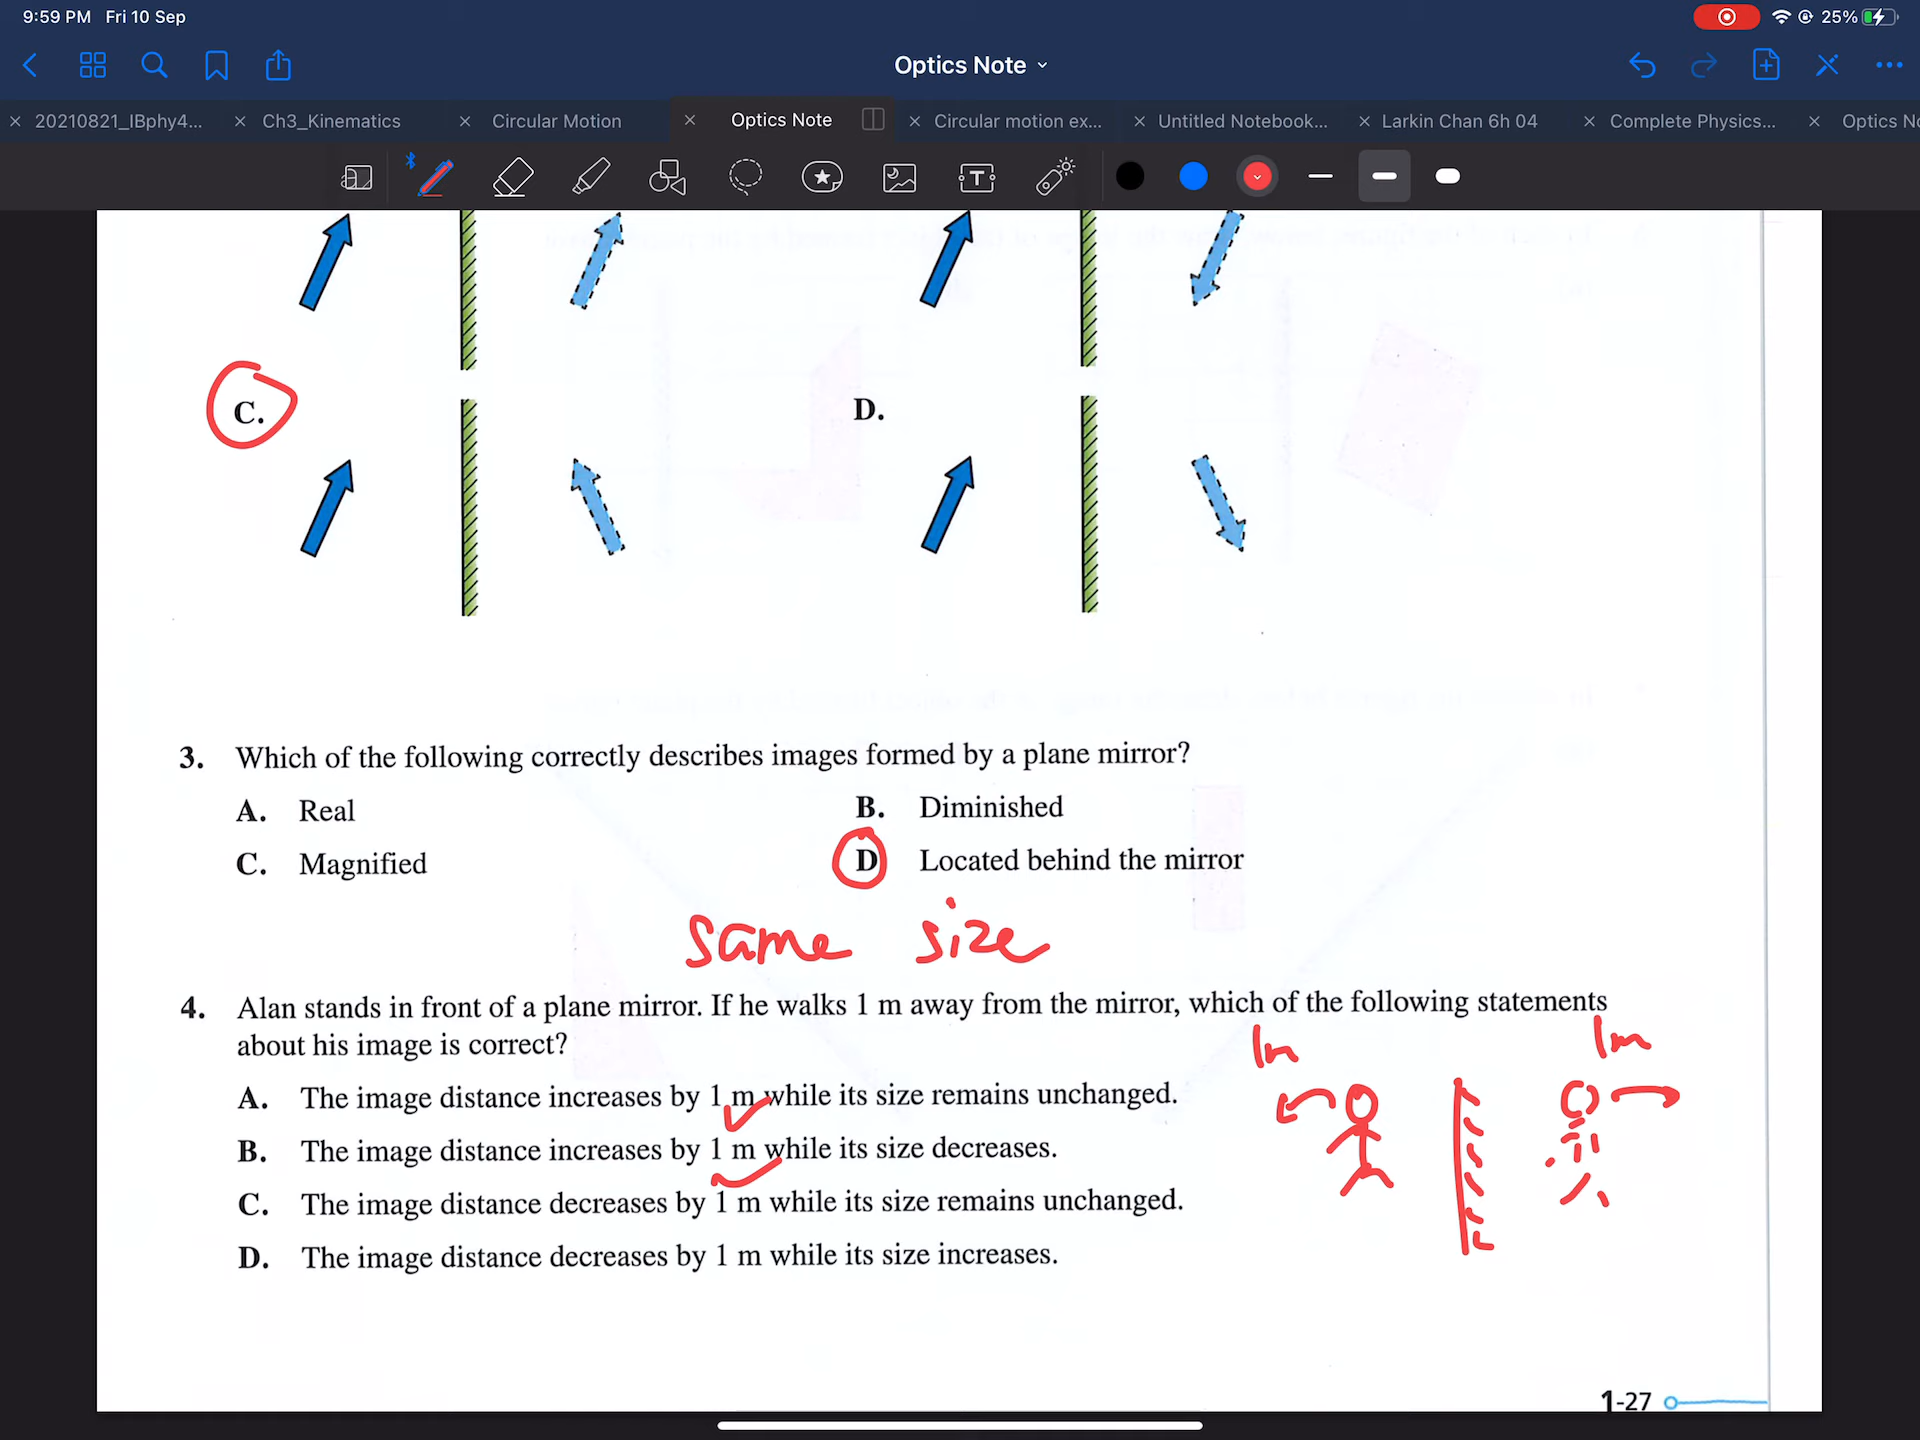 9:59 PM Fri 10 Sep
25%
Optics Note
20210821_IBphy4... Ch3_Kinematics Circular Motion Optics Note Circular motion ex... Untitled Notebook... Larkin Chan 6h 04 Complete Physics... Optics No
C.
D.
3. Which of the following correctly describes images formed by a plane mirror?
A. Real
B. Diminished
C. Magnified
D Located behind the mirror
same size
4. Alan stands in front of a plane mirror. If he walks 1 m away from the mirror, which of the following statements
about his image is correct?
1m
1m
A. The image distance increases by 1 m while its size remains unchanged.
B. The image distance increases by 1 m while its size decreases.
C. The image distance decreases by 1 m while its size remains unchanged.
D. The image distance decreases by 1 m while its size increases.
1-27